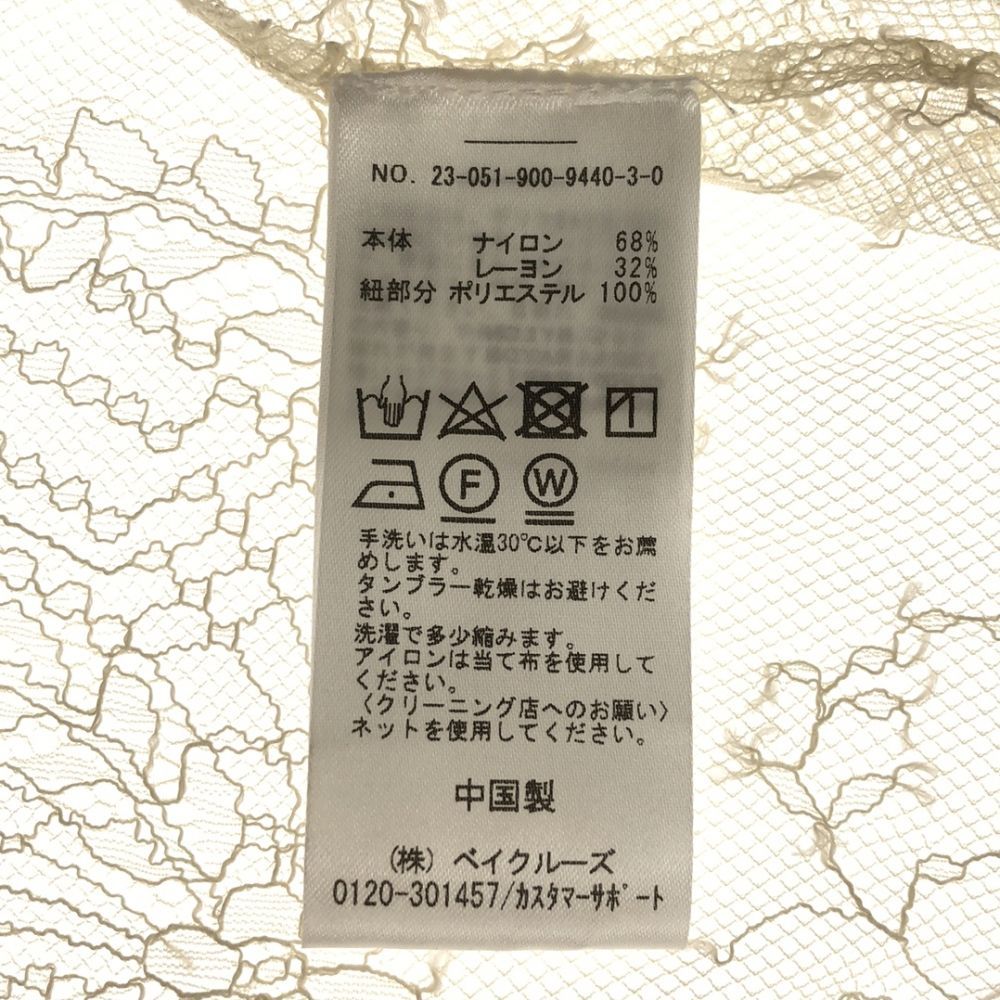 NO. 23-051-900-9440-3-0
本体 ナイロン 68%
レーヨン 32%
紐部分 ポリエステル 100%
F W
手洗いは水温30℃以下をお薦
めします。
タンブラー乾燥はお避けくだ
さい。
洗濯で多少縮みます。
アイロンは当て布を使用して
ください。
〈クリーニング店へのお願い〉
ネットを使用してください。
中国製
(株) ベイクルーズ
0120-301457/ｶｽﾀﾏｰｻﾎﾟｰﾄ